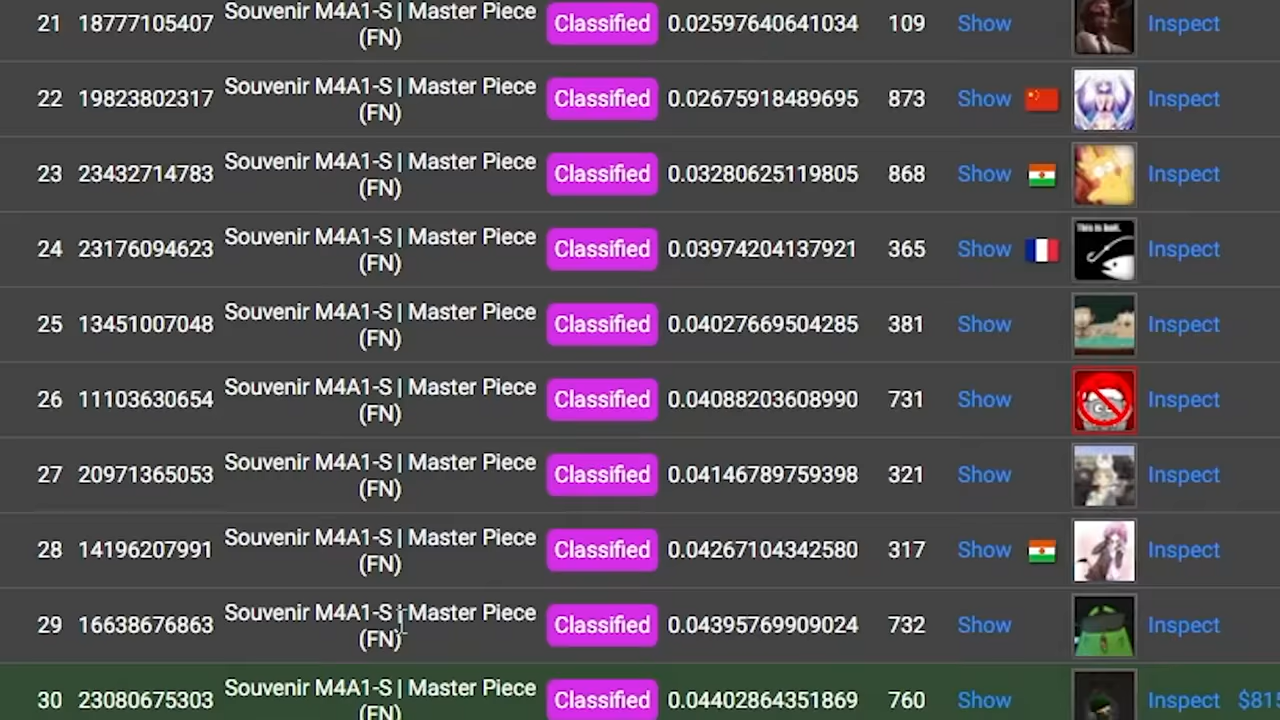 21 18777105407 Souvenir M4A1-S | Master Piece (FN) Classified 0.02597640641034 109 Show Inspect
22 19823802317 Souvenir M4A1-S | Master Piece (FN) Classified 0.02675918489695 873 Show Inspect
23 23432714783 Souvenir M4A1-S | Master Piece (FN) Classified 0.03280625119805 868 Show Inspect
24 23176094623 Souvenir M4A1-S | Master Piece (FN) Classified 0.03974204137921 365 Show This is bait. Inspect
25 13451007048 Souvenir M4A1-S | Master Piece (FN) Classified 0.04027669504285 381 Show Inspect
26 11103630654 Souvenir M4A1-S | Master Piece (FN) Classified 0.04088203608990 731 Show Inspect
27 20971365053 Souvenir M4A1-S | Master Piece (FN) Classified 0.04146789759398 321 Show Inspect
28 14196207991 Souvenir M4A1-S | Master Piece (FN) Classified 0.04267104342580 317 Show Inspect
29 16638676863 Souvenir M4A1-S | Master Piece (FN) Classified 0.04395769909024 732 Show Inspect
30 23080675303 Souvenir M4A1-S | Master Piece (FN) Classified 0.04402864351869 760 Show Inspect $815